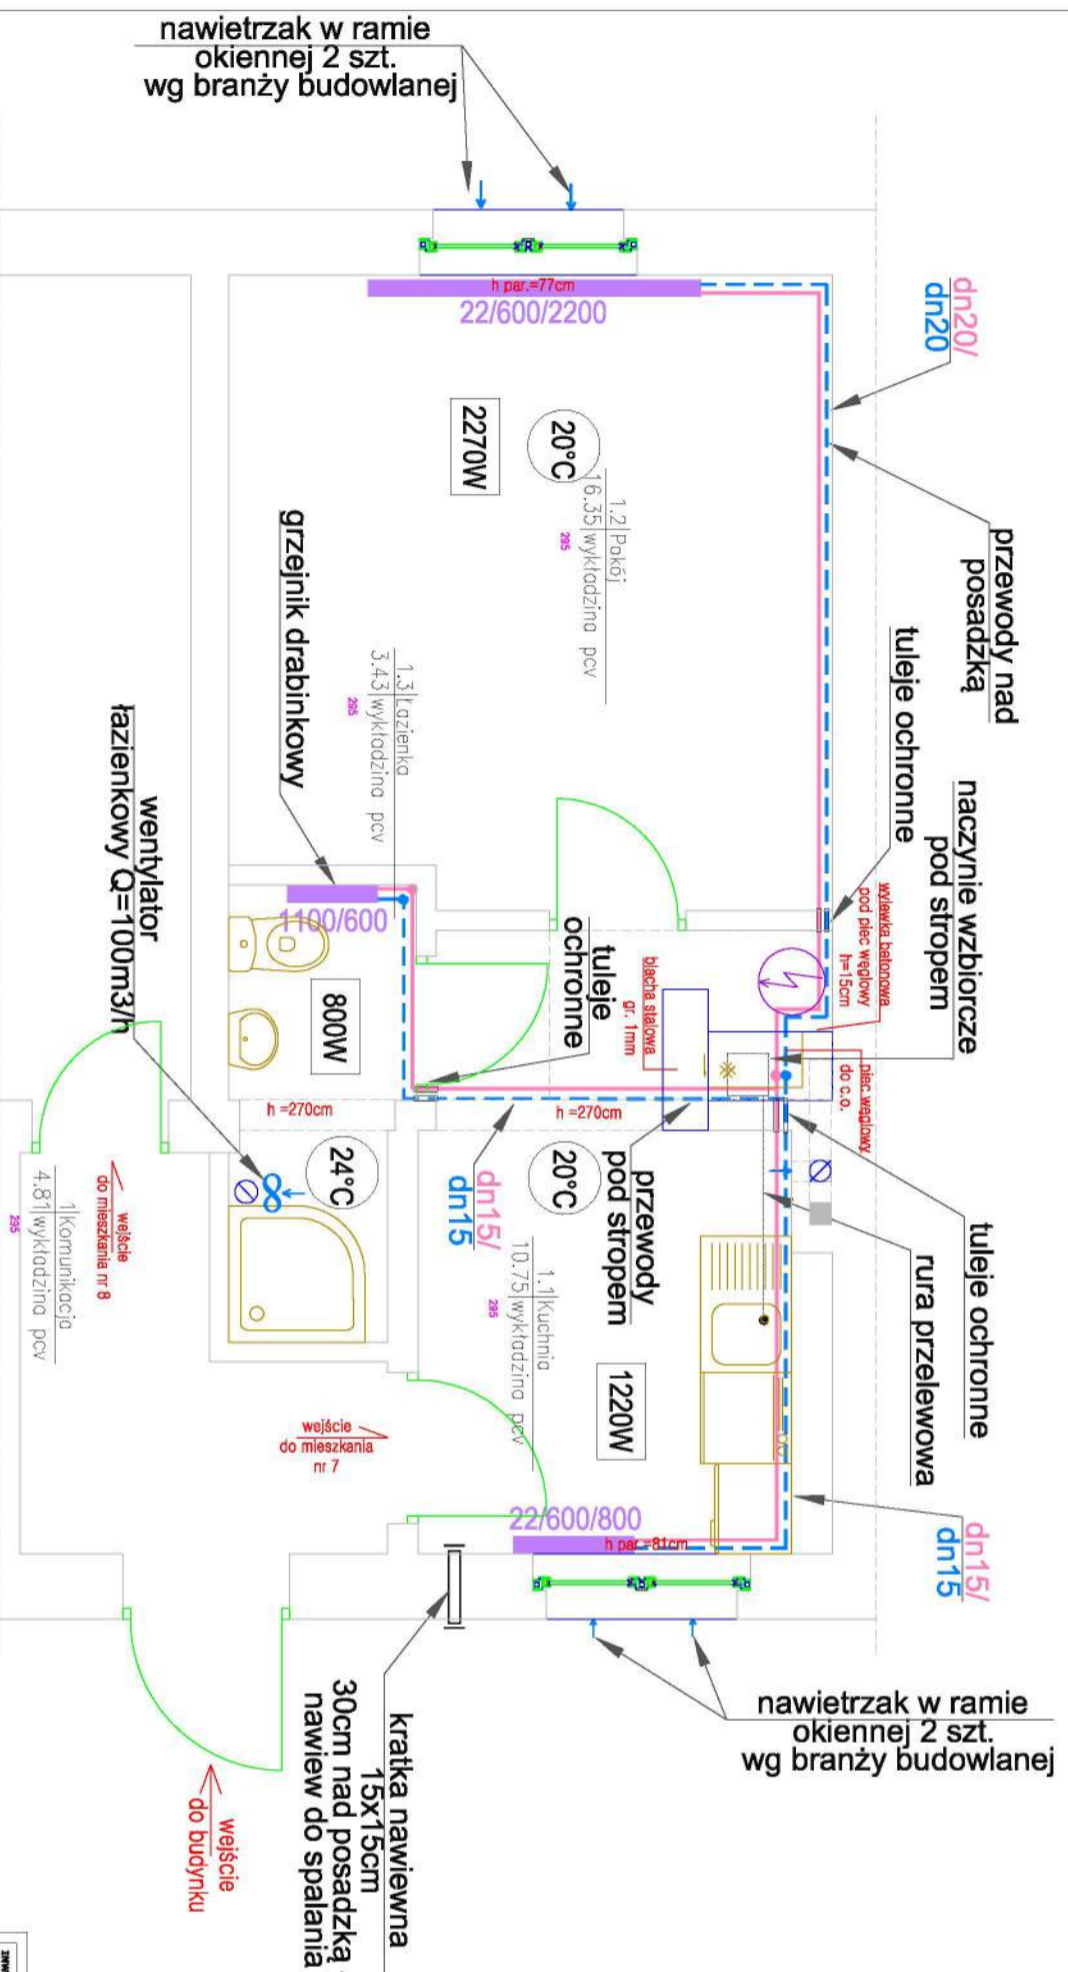 nawietrzak w ramie
okiennej 2 szt.
wg branży budowlanej
h par.=77cm
22/600/2200
dn20/
dn20
przewody nad
posadzką
tuleje ochronne
naczynie wzbiorcze
pod stropem
2270W
20°C
1.2 Pokój
16.35 wykładzina pcv
295
grzejnik drabinkowy
1.3 Łazienka
3.43 wykładzina pcv
295
wentylator
łazienkowy Q=100m3/h
1100/600
800W
tuleje
ochronne
wylewka betonowa
pod piec węglowy
h=15cm
blacha stalowa
gr. 1mm
piec węglowy
do c.o.
h =270cm
h =270cm
24°C
20°C
dn15/
dn15
przewody
pod stropem
tuleje ochronne
rura przelewowa
wejście
do mieszkania nr 8
1 Komunikacja
4.81 wykładzina pcv
295
1.1 Kuchnia
10.75 wykładzina pcv
295
1220W
wejście
do mieszkania
nr 7
22/600/800
h par.=81cm
dn15/
dn15
nawietrzak w ramie
okiennej 2 szt.
wg branży budowlanej
kratka nawiewna
15x15cm
30cm nad posadzką
nawiew do spalania
wejście
do budynku